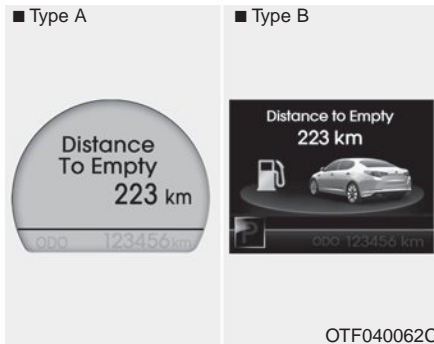 ■ Type A
■ Type B
Distance
To Empty
223 km
ODO 123456 km
Distance to Empty
223 km
P
ODO 123456 km
OTF040062C